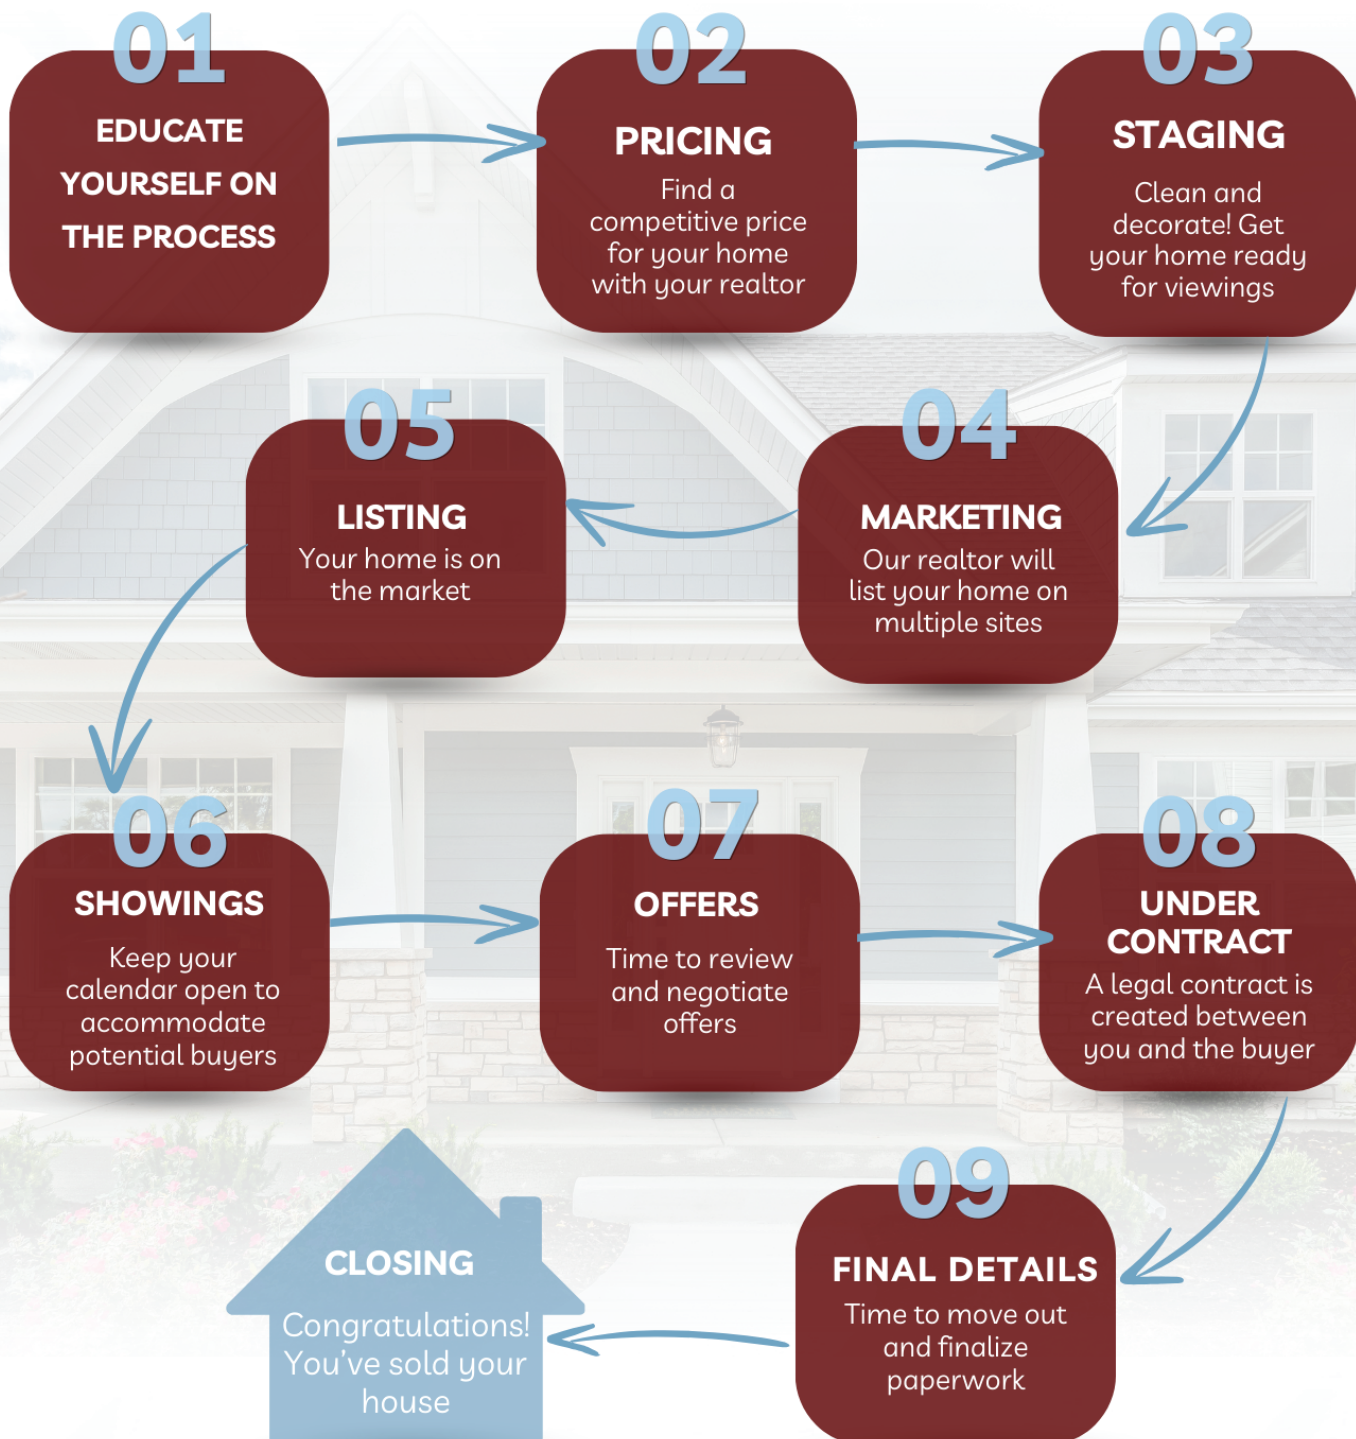 01
EDUCATE
YOURSELF ON
THE PROCESS
02
PRICING
Find a
competitive price
for your home
with your realtor
03
STAGING
Clean and
decorate! Get
your home ready
for viewings
04
MARKETING
Our realtor will
list your home on
multiple sites
05
LISTING
Your home is on
the market
06
SHOWINGS
Keep your
calendar open to
accommodate
potential buyers
07
OFFERS
Time to review
and negotiate
offers
08
UNDER
CONTRACT
A legal contract is
created between
you and the buyer
09
FINAL DETAILS
Time to move out
and finalize
paperwork
CLOSING
Congratulations!
You've sold your
house